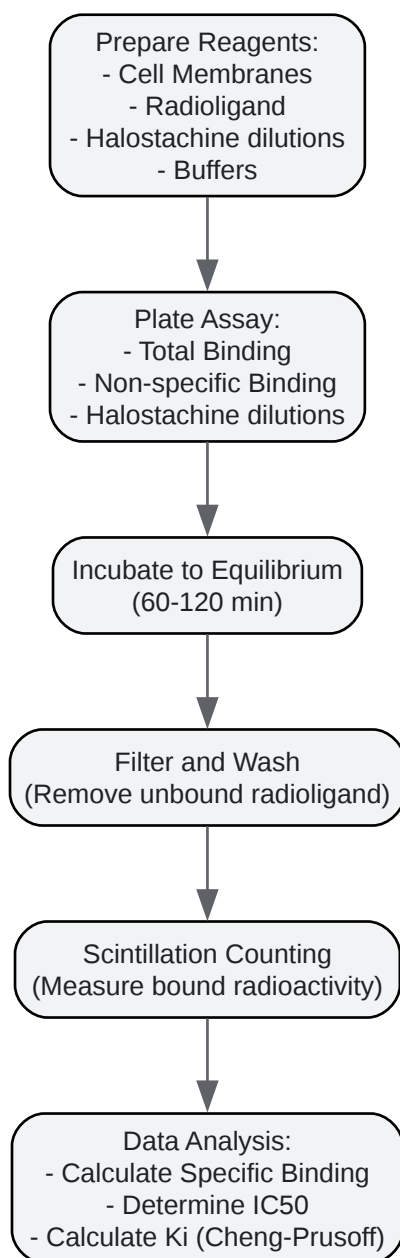 Prepare Reagents:
- Cell Membranes
- Radioligand
- Halostachine dilutions
- Buffers
Plate Assay:
- Total Binding
- Non-specific Binding
- Halostachine dilutions
Incubate to Equilibrium
(60-120 min)
Filter and Wash
(Remove unbound radioligand)
Scintillation Counting
(Measure bound radioactivity)
Data Analysis:
- Calculate Specific Binding
- Determine IC50
- Calculate Ki (Cheng-Prusoff)